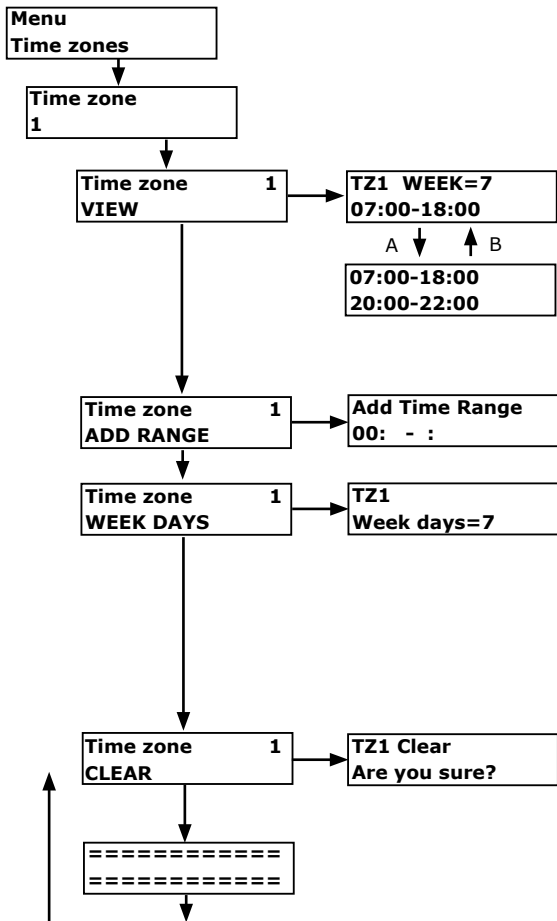 Menu
Time zones
Time zone
1
Time zone 1
VIEW
TZ1 WEEK=7
07:00-18:00
A B
07:00-18:00
20:00-22:00
Time zone 1
ADD RANGE
Add Time Range
00: - :
Time zone 1
WEEK DAYS
TZ1
Week days=7
Time zone 1
CLEAR
TZ1 Clear
Are you sure?
============
============